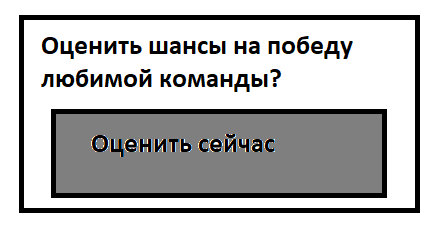 Оценить шансы на победу
любимой команды?
Оценить сейчас